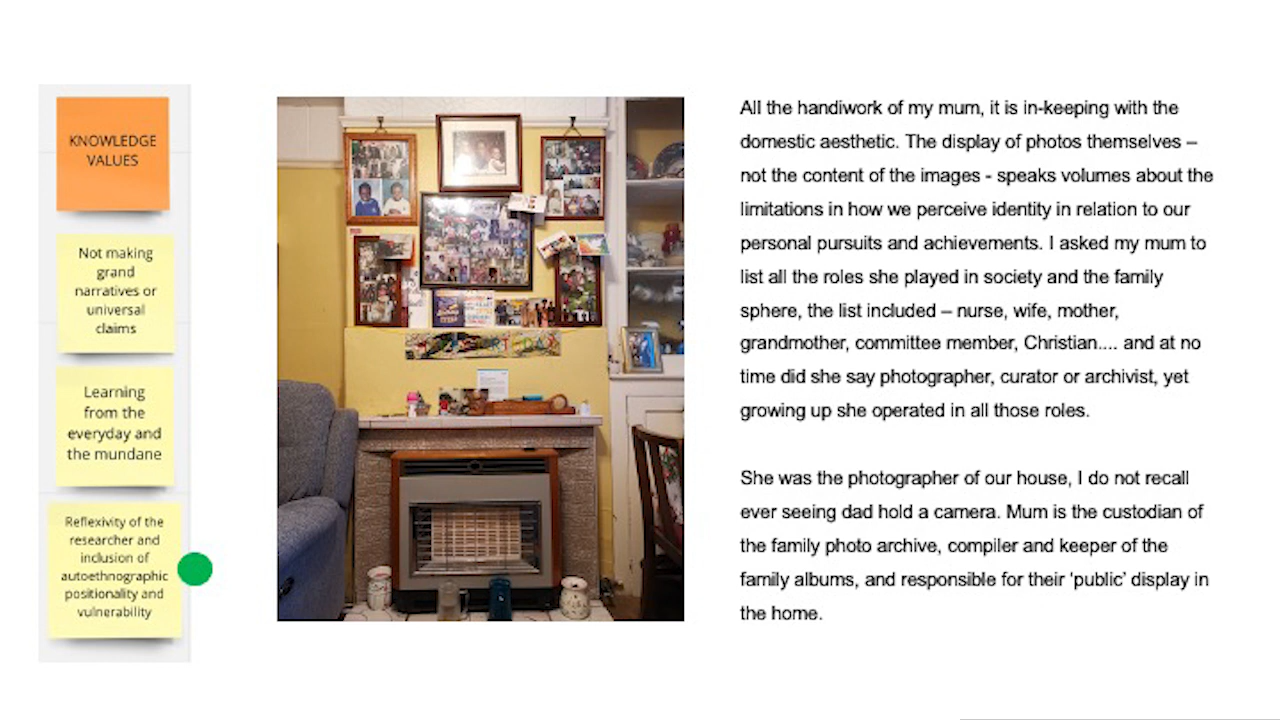 KNOWLEDGE
VALUES
Not making
grand
narratives or
universal
claims
Learning
from the
everyday and
the mundane
Reflexivity of the
researcher and
inclusion of
autoethnographic
positionality and
vulnerability
All the handiwork of my mum, it is in-keeping with the
domestic aesthetic. The display of photos themselves –
not the content of the images - speaks volumes about the
limitations in how we perceive identity in relation to our
personal pursuits and achievements. I asked my mum to
list all the roles she played in society and the family
sphere, the list included – nurse, wife, mother,
grandmother, committee member, Christian.... and at no
time did she say photographer, curator or archivist, yet
growing up she operated in all those roles.
She was the photographer of our house, I do not recall
ever seeing dad hold a camera. Mum is the custodian of
the family photo archive, compiler and keeper of the
family albums, and responsible for their 'public' display in
the home.